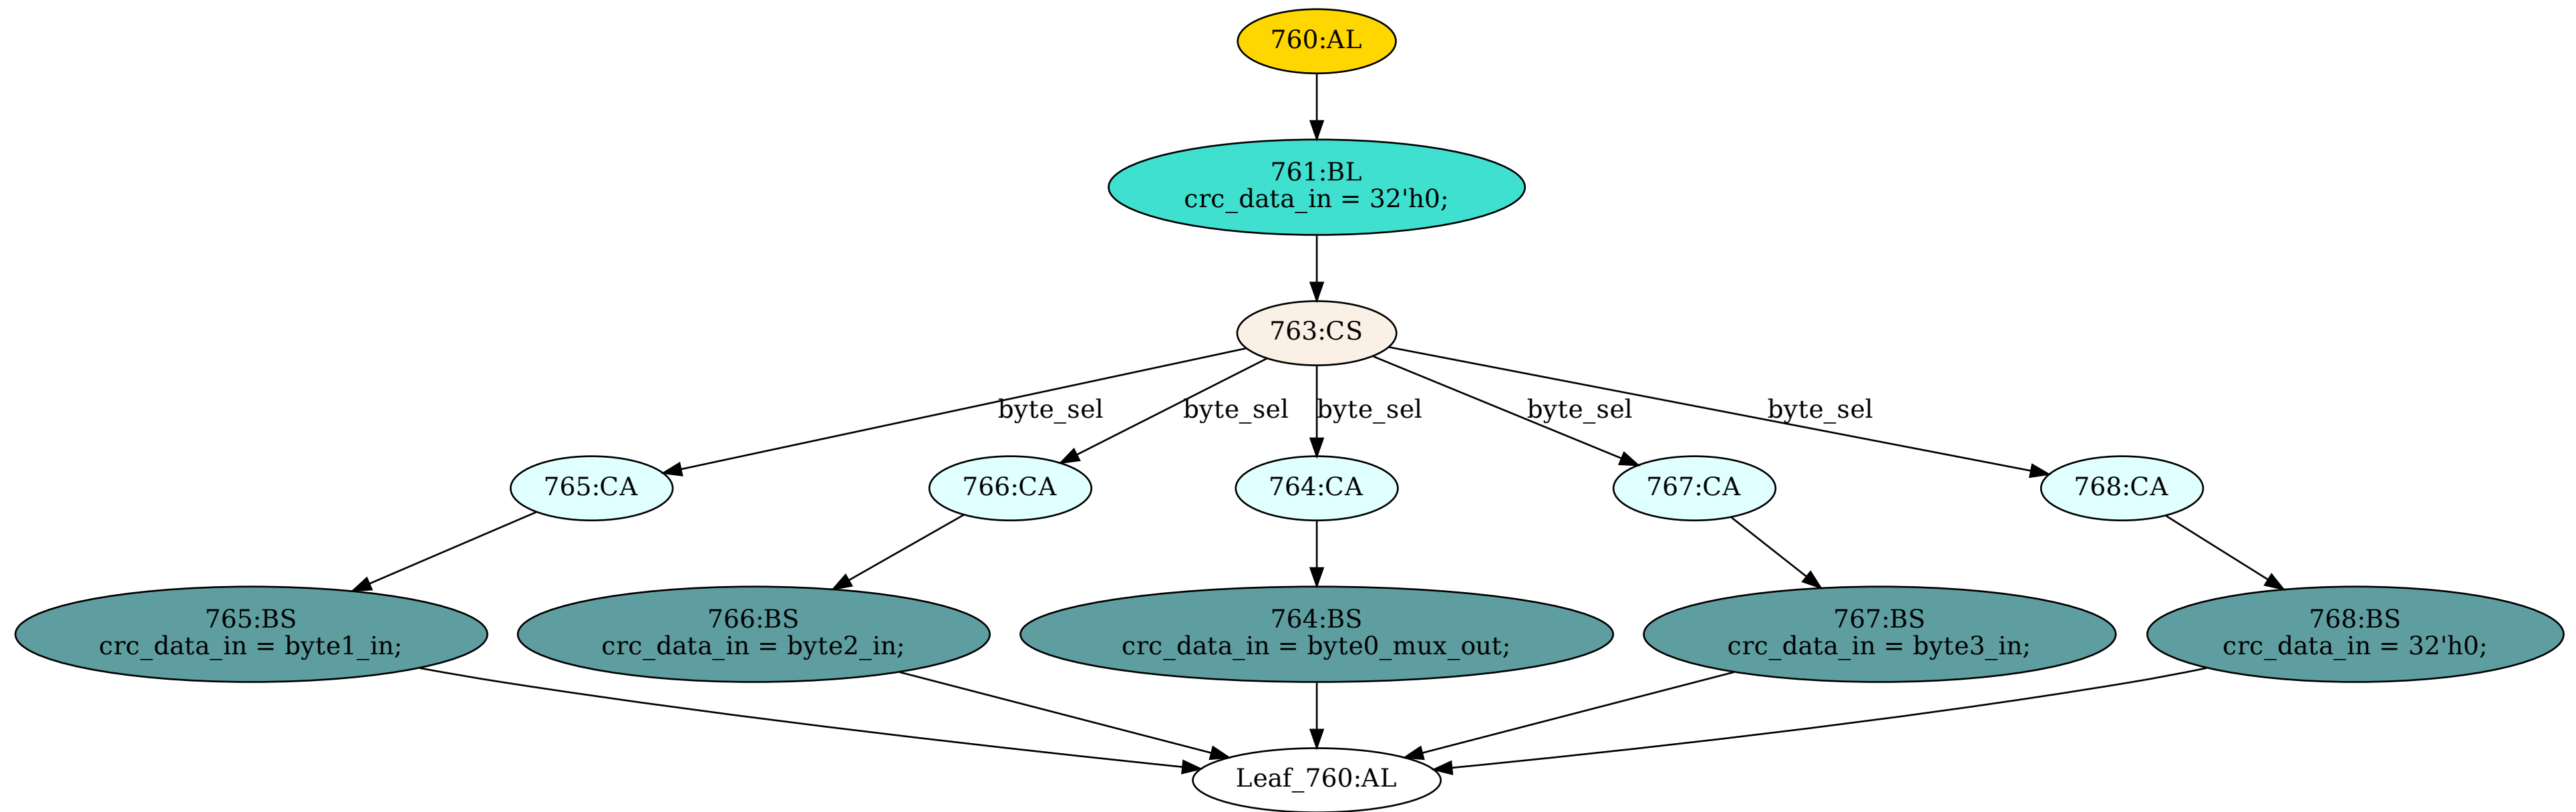 760:AL
761:BL
crc_data_in = 32'h0;
763:CS
byte_sel
byte_sel
byte_sel
byte_sel
byte_sel
765:CA
766:CA
764:CA
767:CA
768:CA
765:BS
crc_data_in = byte1_in;
766:BS
crc_data_in = byte2_in;
764:BS
crc_data_in = byte0_mux_out;
767:BS
crc_data_in = byte3_in;
768:BS
crc_data_in = 32'h0;
Leaf_760:AL